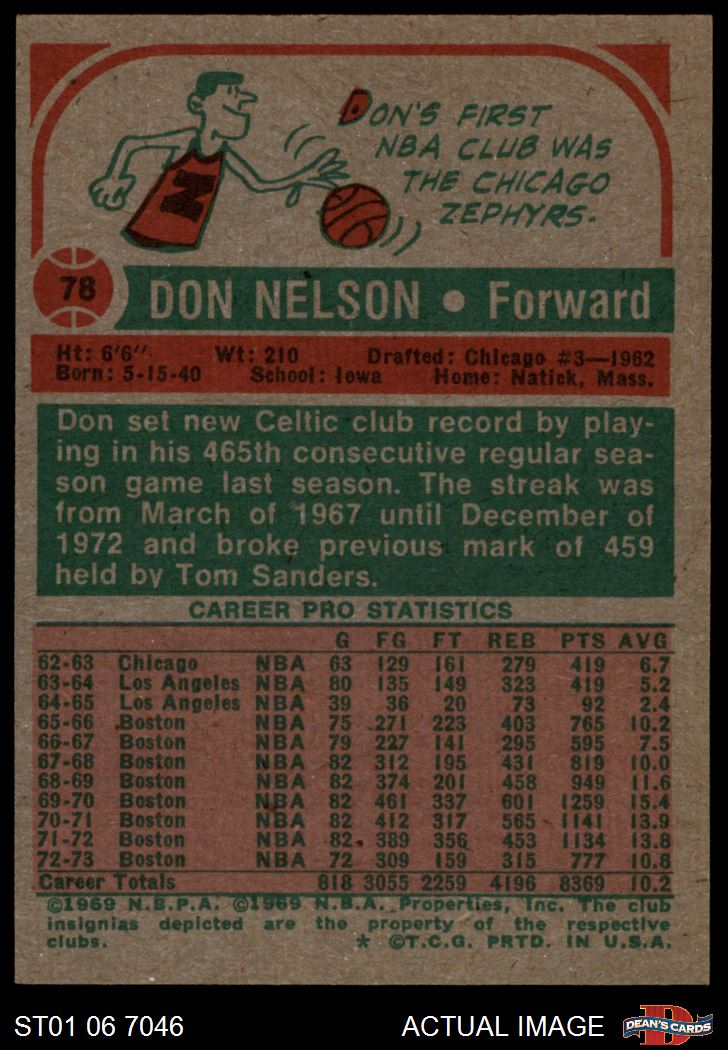 DON'S FIRST
NBA CLUB WAS
THE CHICAGO
ZEPHYRS.
N
78
DON NELSON • Forward
Ht: 6'6" Wt: 210 Drafted: Chicago #3—1962
Born: 5-15-40 School: Iowa Home: Natick, Mass.
Don set new Celtic club record by play-
ing in his 465th consecutive regular sea-
son game last season. The streak was
from March of 1967 until December of
1972 and broke previous mark of 459
held by Tom Sanders.
CAREER PRO STATISTICS
G FG FT REB PTS AVG
62-63 Chicago NBA 63 129 161 279 419 6.7
63-64 Los Angeles NBA 80 135 149 323 419 5.2
64-65 Los Angeles NBA 39 36 20 73 92 2.4
65-66 Boston NBA 75 271 223 403 765 10.2
66-67 Boston NBA 79 227 141 295 595 7.5
67-68 Boston NBA 82 312 195 431 819 10.0
68-69 Boston NBA 82 374 201 458 949 11.6
69-70 Boston NBA 82 461 337 601 1259 15.4
70-71 Boston NBA 82 412 317 565 1141 13.9
71-72 Boston NBA 82 389 356 453 1134 13.8
72-73 Boston NBA 72 309 159 315 777 10.8
Career Totals 818 3055 2259 4196 8369 10.2
©1969 N.B.P.A. ©1969 N.B.A. Properties, Inc. The club
insignias depicted are the property of the respective
clubs. * ©T.C.G. PRTD. IN U.S.A.
ST01 06 7046 ACTUAL IMAGE
D
DEAN'S CARDS